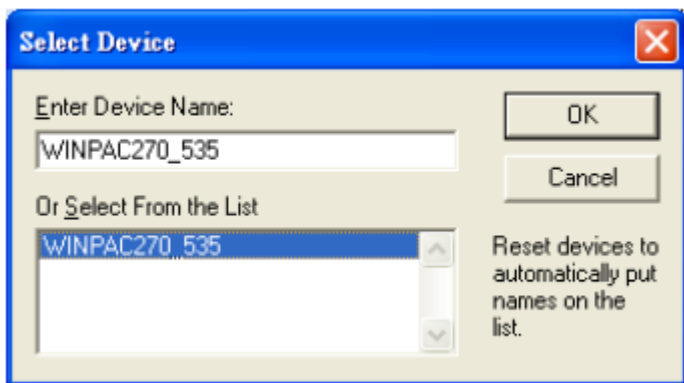 Select Device
Enter Device Name:
WINPAC270_535
OK
Cancel
Or Select From the List
WINPAC270_535
Reset devices to
automatically put
names on the
list.